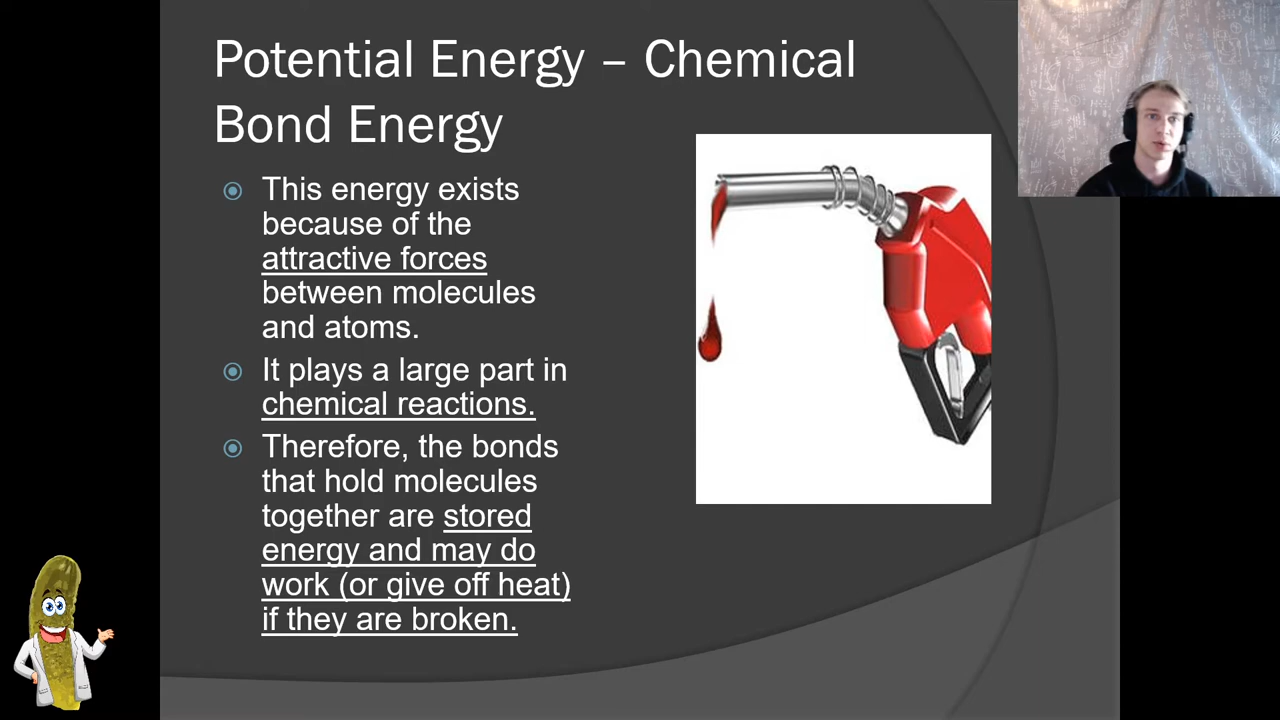 Potential Energy – Chemical
Bond Energy
This energy exists
because of the
attractive forces
between molecules
and atoms.
It plays a large part in
chemical reactions.
Therefore, the bonds
that hold molecules
together are stored
energy and may do
work (or give off heat)
if they are broken.